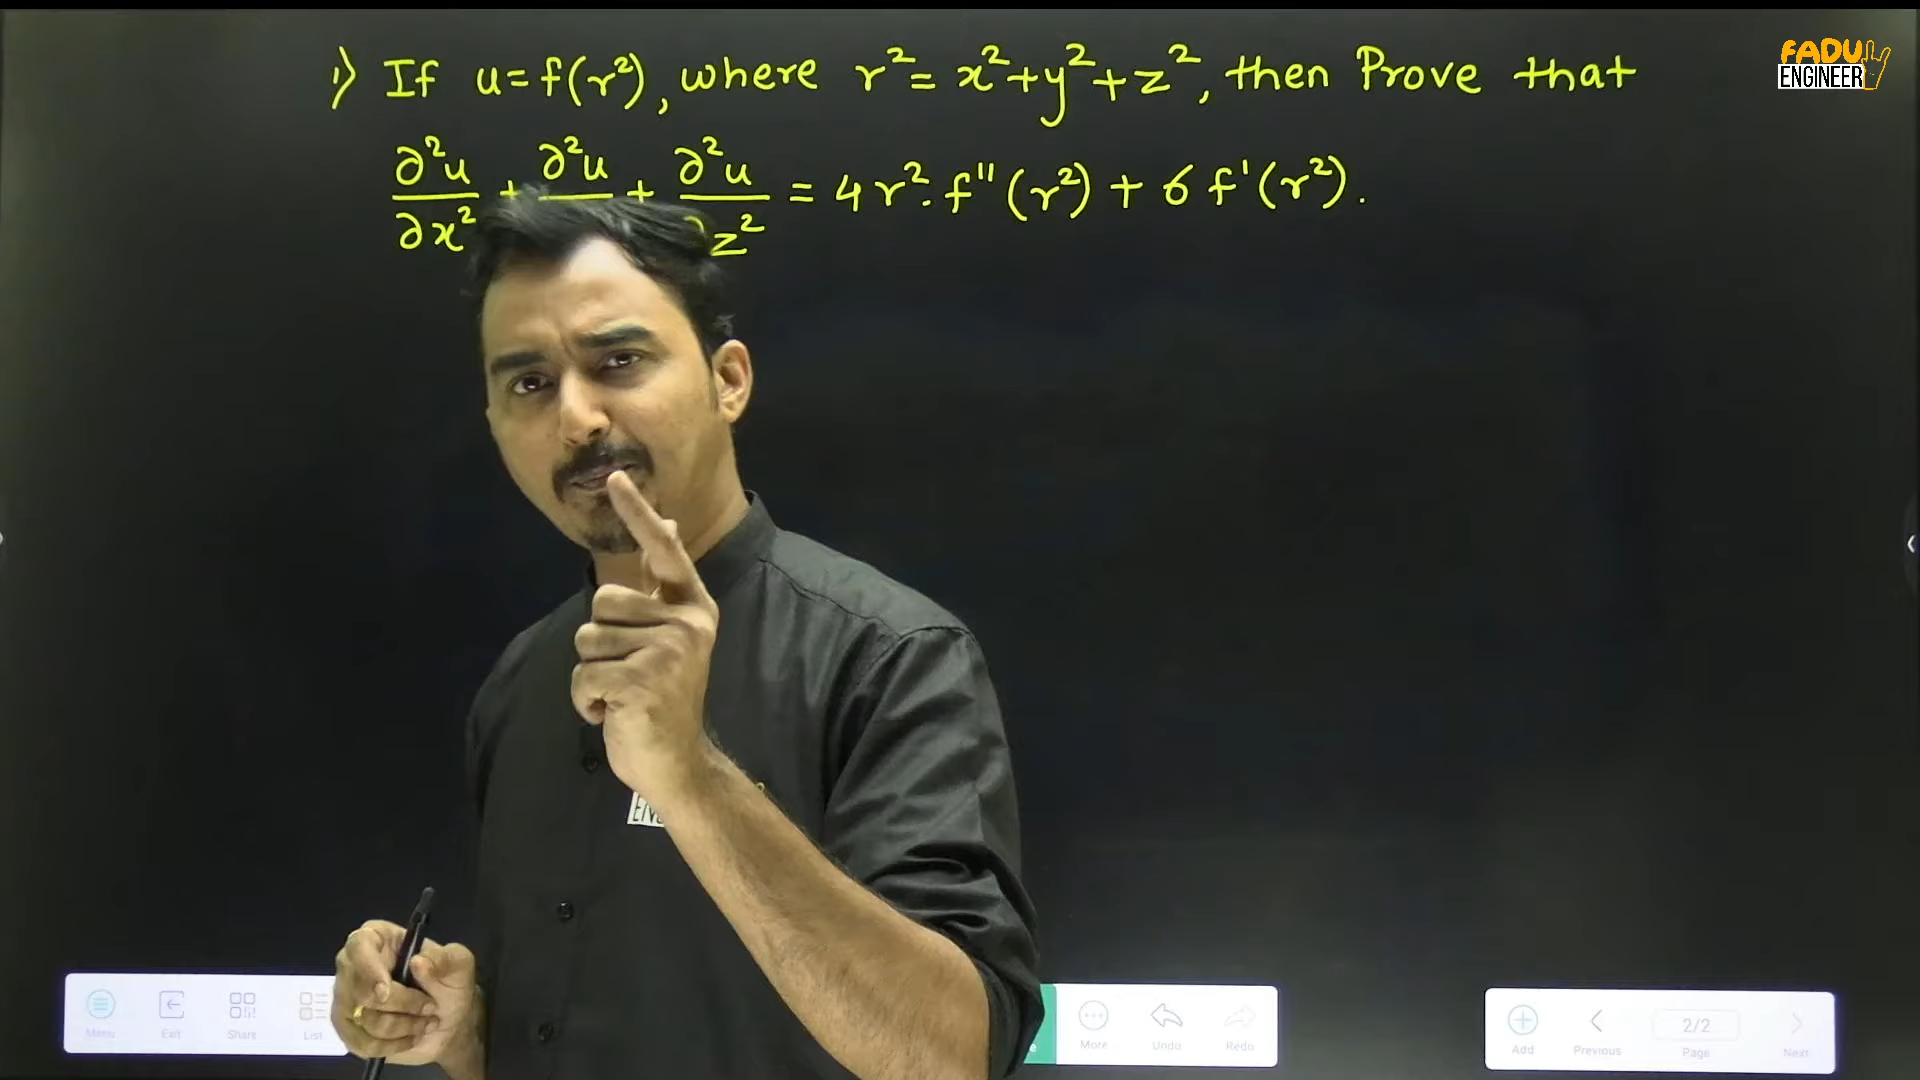 1) If u = f(r²), where r² = x² + y² + z², then Prove that
∂²u/∂x² + ∂²u/ + ∂²u/∂z² = 4r². f''(r²) + 6 f'(r²).
FADU
ENGINEER
Menu Exit Share List
More Undo Redo
Add Previous 2/2 Page Next